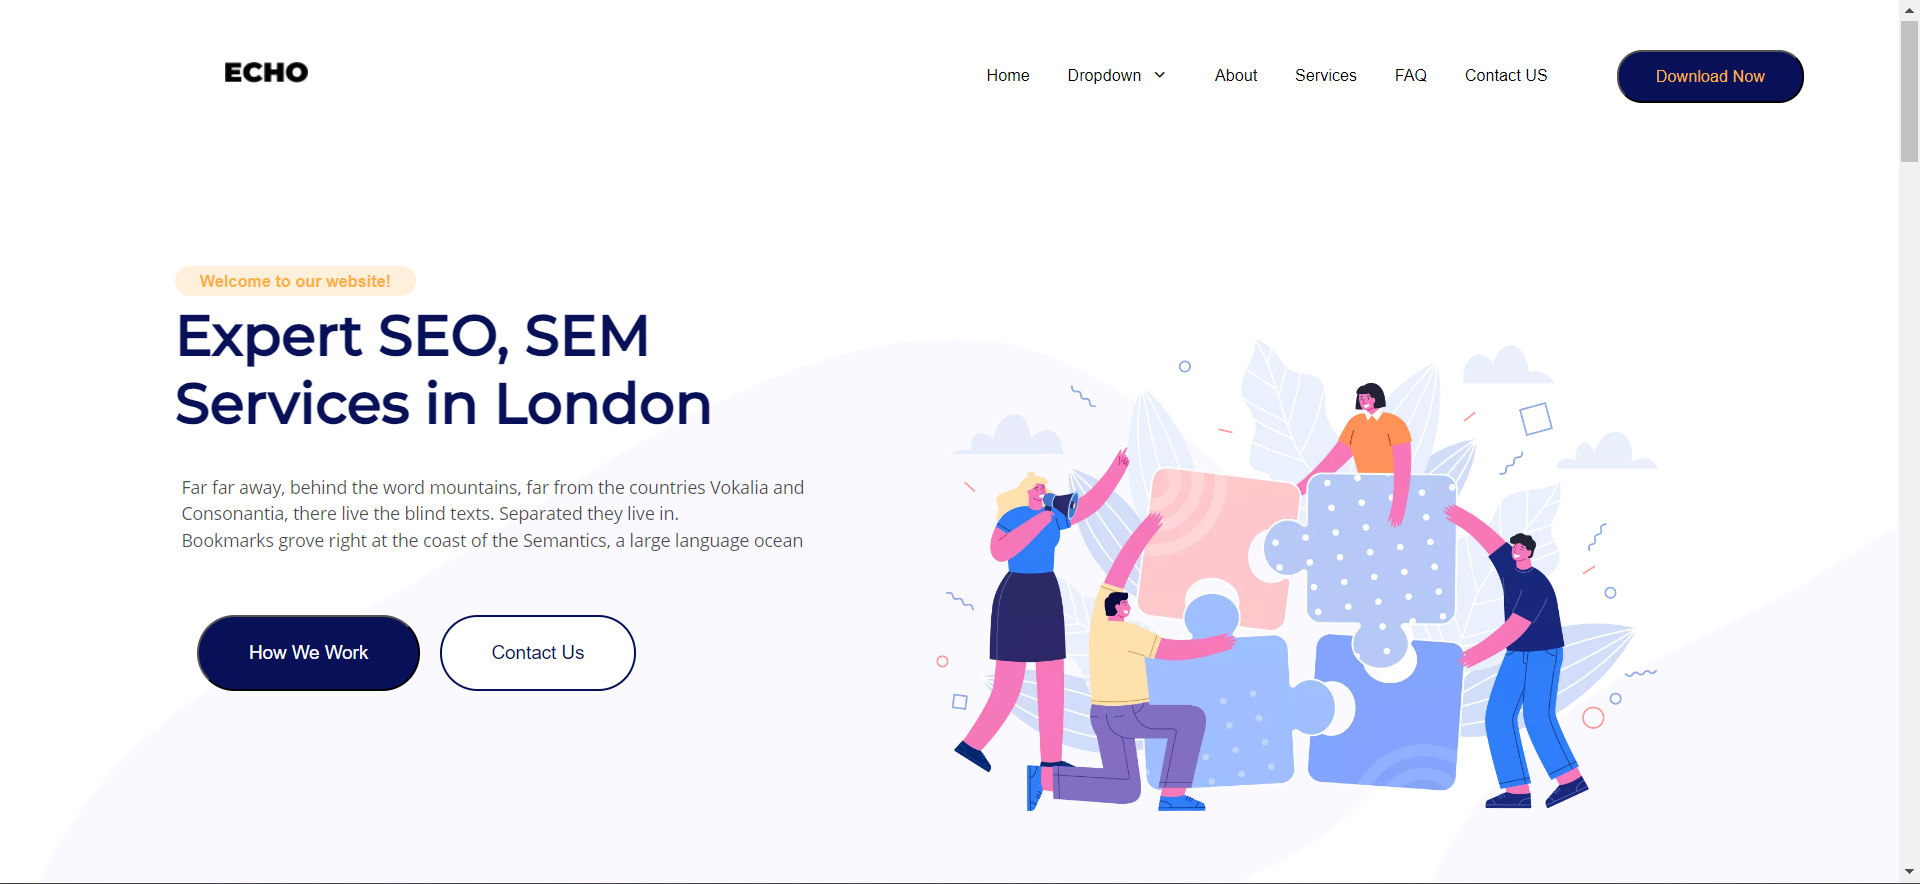 ECHO
Home
Dropdown
About
Services
FAQ
Contact US
Download Now
Welcome to our website!
Expert SEO, SEM
Services in London
Far far away, behind the word mountains, far from the countries Vokalia and
Consonantia, there live the blind texts. Separated they live in.
Bookmarks grove right at the coast of the Semantics, a large language ocean
How We Work
Contact Us